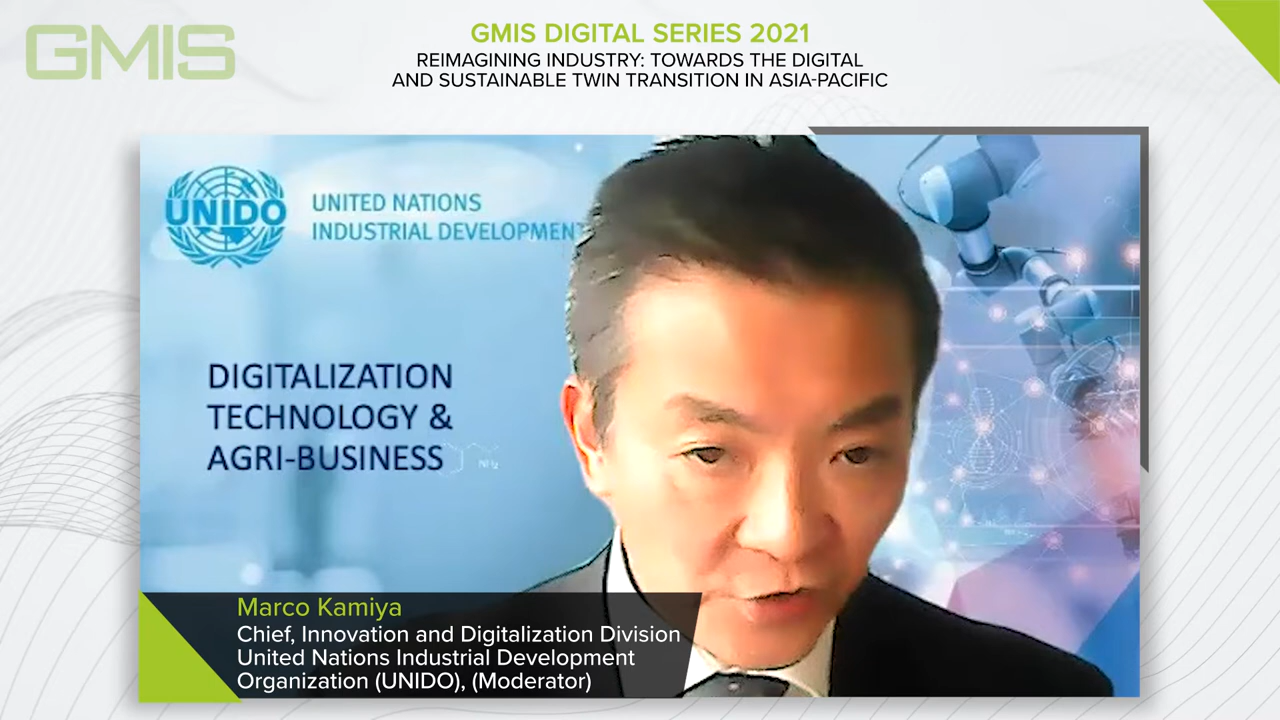 GMIS
GMIS DIGITAL SERIES 2021
REIMAGINING INDUSTRY: TOWARDS THE DIGITAL
AND SUSTAINABLE TWIN TRANSITION IN ASIA-PACIFIC
UNIDO
UNITED NATIONS
INDUSTRIAL DEVELOPMENT
DIGITALIZATION
TECHNOLOGY &
AGRI-BUSINESS
NH₂
Marco Kamiya
Chief, Innovation and Digitalization Division
United Nations Industrial Development
Organization (UNIDO), (Moderator)